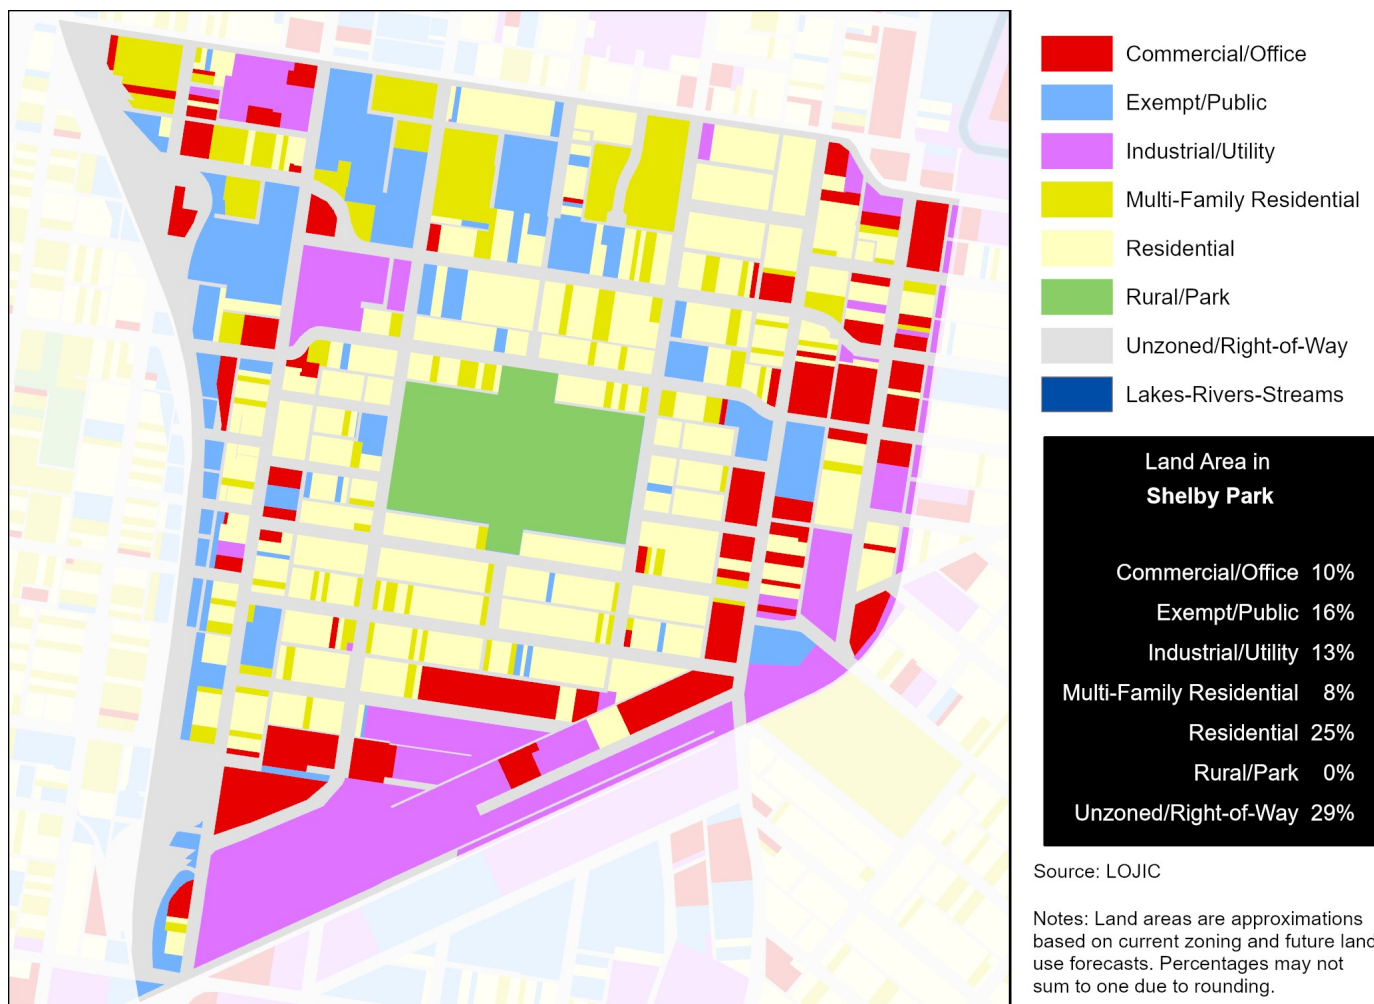 Commercial/Office
Exempt/Public
Industrial/Utility
Multi-Family Residential
Residential
Rural/Park
Unzoned/Right-of-Way
Lakes-Rivers-Streams
Land Area in
Shelby Park
Commercial/Office 10%
Exempt/Public 16%
Industrial/Utility 13%
Multi-Family Residential 8%
Residential 25%
Rural/Park 0%
Unzoned/Right-of-Way 29%
Source: LOJIC
Notes: Land areas are approximations
based on current zoning and future land
use forecasts. Percentages may not
sum to one due to rounding.